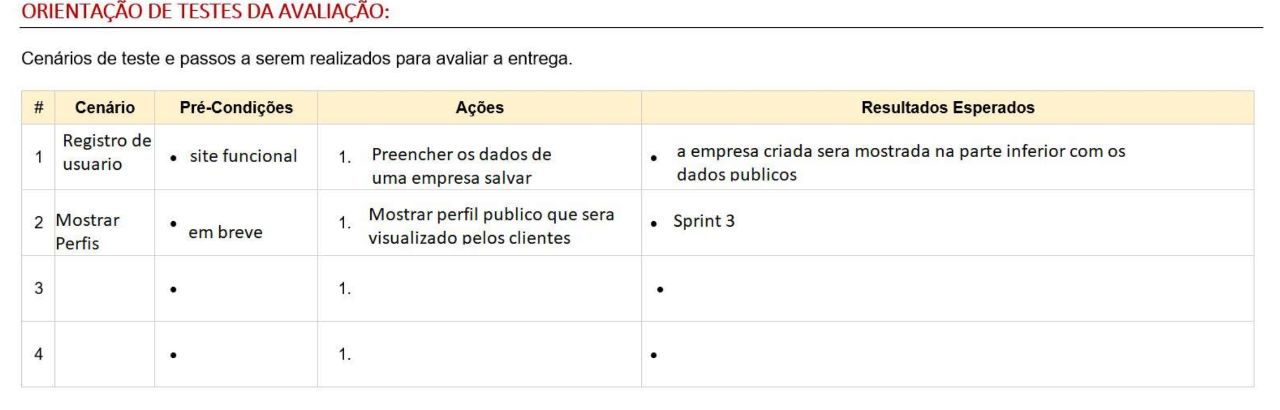 ORIENTAÇÃO DE TESTES DA AVALIAÇÃO:
Cenários de teste e passos a serem realizados para avaliar a entrega.
# Cenário Pré-Condições Ações Resultados Esperados
1 Registro de usuario • site funcional 1. Preencher os dados de uma empresa salvar • a empresa criada sera mostrada na parte inferior com os dados publicos
2 Mostrar Perfis • em breve 1. Mostrar perfil publico que sera visualizado pelos clientes • Sprint 3
3 • 1. •
4 • 1. •